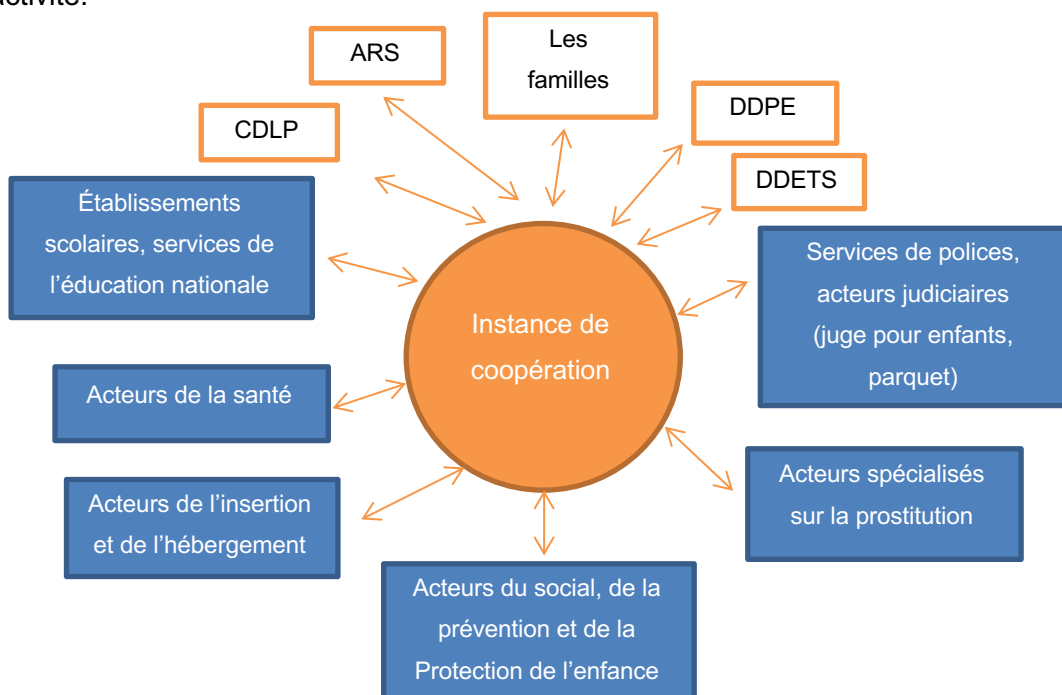 activité.
ARS
Les
familles
CDLP
DDPE
DDETS
Établissements
scolaires, services de
l’éducation nationale
Services de polices,
acteurs judiciaires
(juge pour enfants,
parquet)
Instance de
coopération
Acteurs de la santé
Acteurs spécialisés
sur la prostitution
Acteurs de l’insertion
et de l’hébergement
Acteurs du social, de la
prévention et de la
Protection de l’enfance